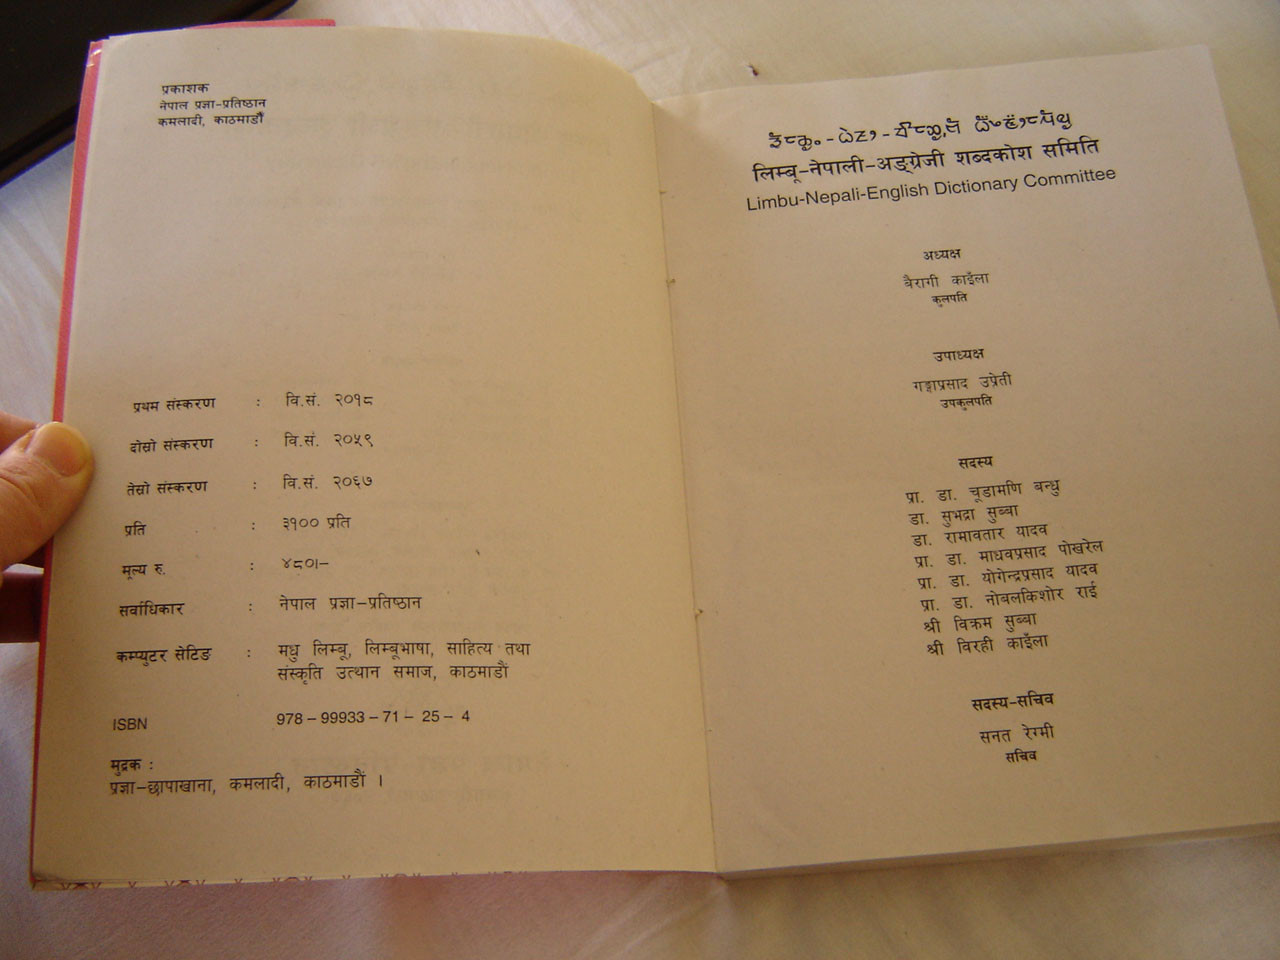 प्रकाशक
नेपाल प्रज्ञा-प्रतिष्ठान
कमलादी, काठमाडौं
प्रथम संस्करण : वि.सं. २०१८
दोस्रो संस्करण : वि.सं. २०५९
तेस्रो संस्करण : वि.सं. २०६७
प्रति : ३१०० प्रति
मूल्य रु. : ४८०।–
सर्वाधिकार : नेपाल प्रज्ञा-प्रतिष्ठान
कम्प्युटर सेटिङ : मधु लिम्बू, लिम्बूभाषा, साहित्य तथा
संस्कृति उत्थान समाज, काठमाडौं
ISBN 978 – 99933 – 71 – 25 – 4
मुद्रक :
प्रज्ञा-छापाखाना, कमलादी, काठमाडौं ।
लिम्बू-नेपाली-अङ्ग्रेजी शब्दकोश समिति
Limbu-Nepali-English Dictionary Committee
अध्यक्ष
बैरागी काइँला
कुलपति
उपाध्यक्ष
गङ्गाप्रसाद उप्रेती
उपकुलपति
सदस्य
प्रा. डा. चूडामणि बन्धु
डा. सुभद्रा सुब्बा
डा. रामावतार यादव
प्रा. डा. माधवप्रसाद पोखरेल
प्रा. डा. योगेन्द्रप्रसाद यादव
प्रा. डा. नोबलकिशोर राई
श्री विक्रम सुब्बा
श्री विरही काइँला
सदस्य-सचिव
सनत रेग्मी
सचिव